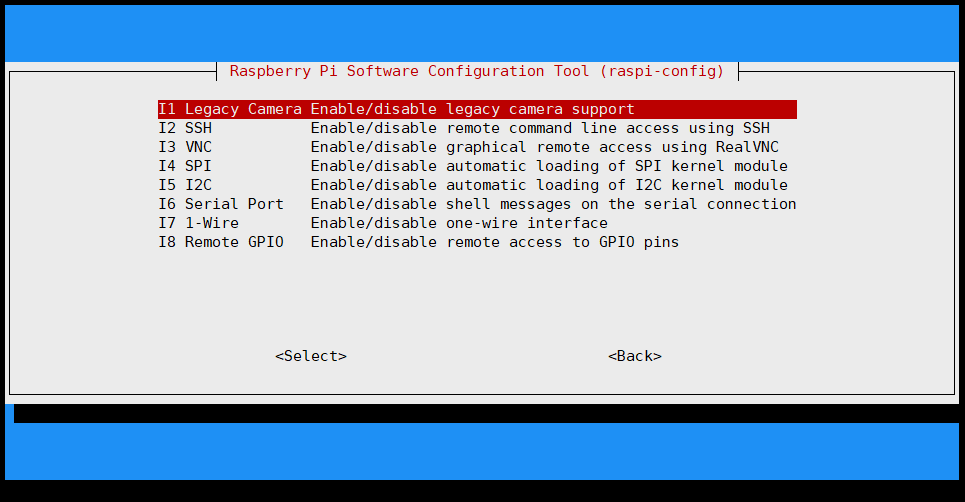 Raspberry Pi Software Configuration Tool (raspi-config)
I1 Legacy Camera Enable/disable legacy camera support
I2 SSH Enable/disable remote command line access using SSH
I3 VNC Enable/disable graphical remote access using RealVNC
I4 SPI Enable/disable automatic loading of SPI kernel module
I5 I2C Enable/disable automatic loading of I2C kernel module
I6 Serial Port Enable/disable shell messages on the serial connection
I7 1-Wire Enable/disable one-wire interface
I8 Remote GPIO Enable/disable remote access to GPIO pins
<Select> <Back>